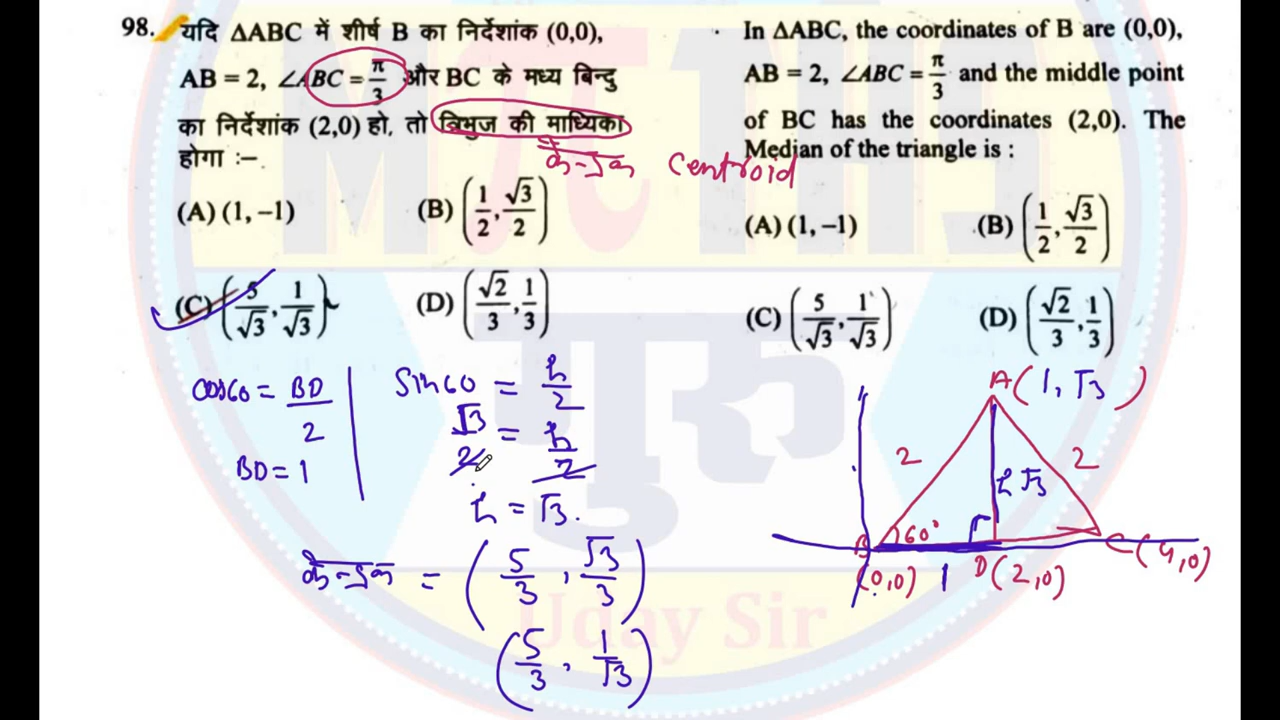 98. यदि ΔABC में शीर्ष B का निर्देशांक (0,0),
AB = 2, ∠ABC = π/3 और BC के मध्य बिन्दु
का निर्देशांक (2,0) हो, तो त्रिभुज की माध्यिका
होगा :-
(A) (1, −1) (B) (1/2, √3/2)
(C) (5/√3, 1/√3) (D) (√2/3, 1/3)
In ΔABC, the coordinates of B are (0,0),
AB = 2, ∠ABC = π/3 and the middle point
of BC has the coordinates (2,0). The
Median of the triangle is :
(A) (1, −1) (B) (1/2, √3/2)
(C) (5/√3, 1/√3) (D) (√2/3, 1/3)
केन्द्रक Centroid
cos60 = BD/2
BD = 1
Sin60 = h/2
√3/2 = h/2
h = √3.
केन्द्रक = (5/3, √3/3)
(5/3, 1/√3)
A(1, √3)
2 2
h √3
60°
B D(2,0) C(4,0)
(0,0) 1
MATHS
गुरु
Uday Sir